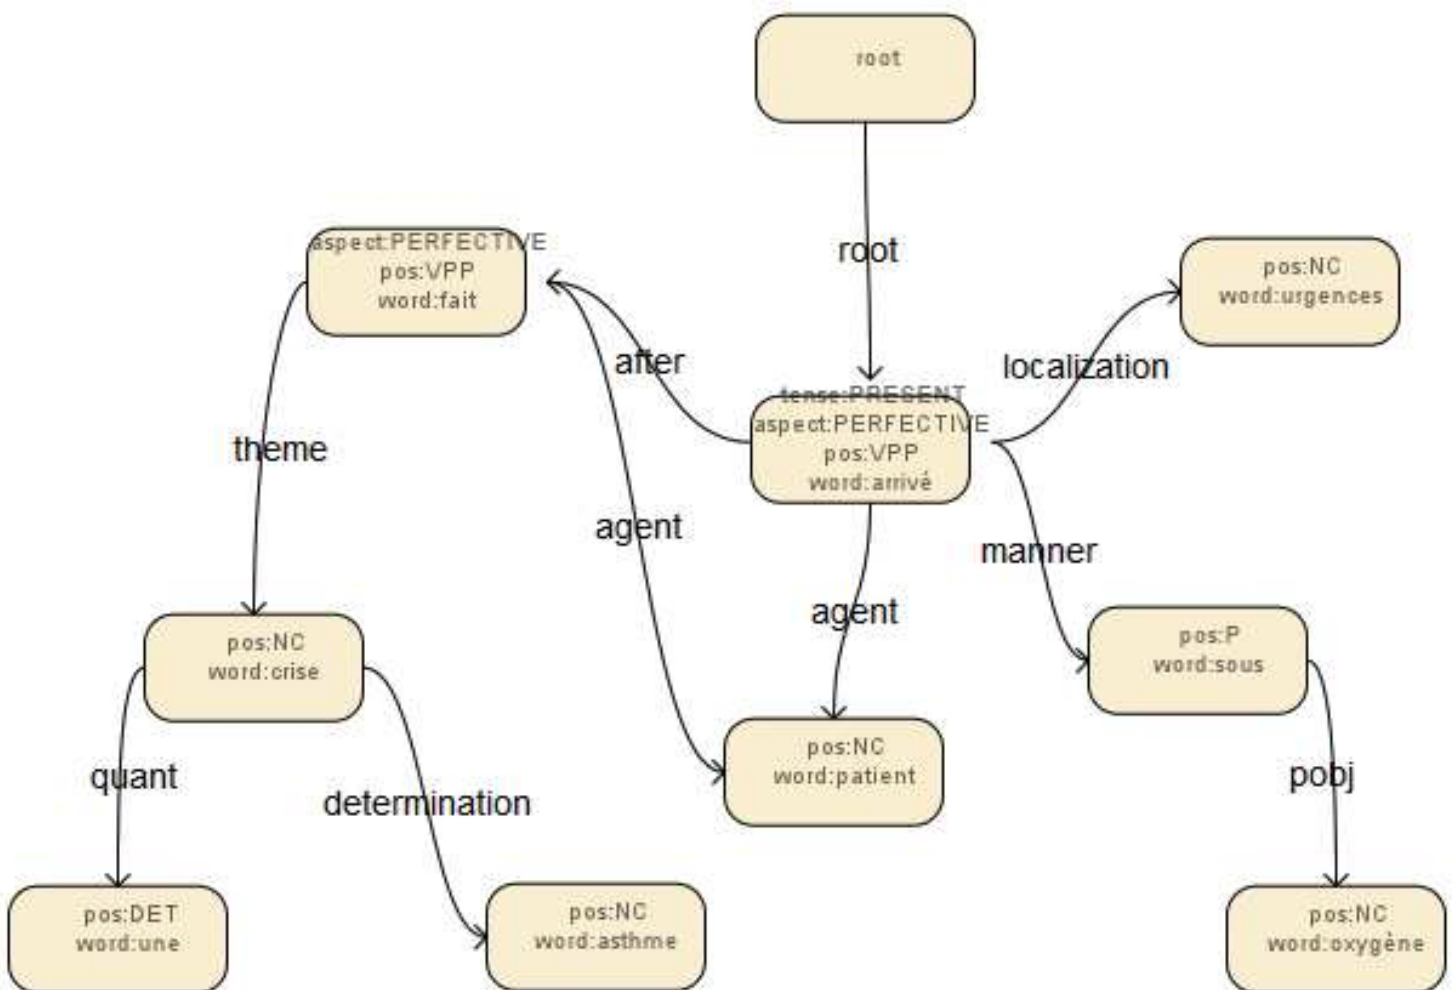 root
root
aspect:PERFECTIVE
pos:VPP
word:fait
pos:NC
word:urgences
after
localization
tense:PRESENT
aspect:PERFECTIVE
pos:VPP
word:arrivé
theme
agent
manner
agent
pos:NC
word:crise
pos:P
word:sous
pos:NC
word:patient
quant
determination
pobj
pos:DET
word:une
pos:NC
word:asthme
pos:NC
word:oxygène